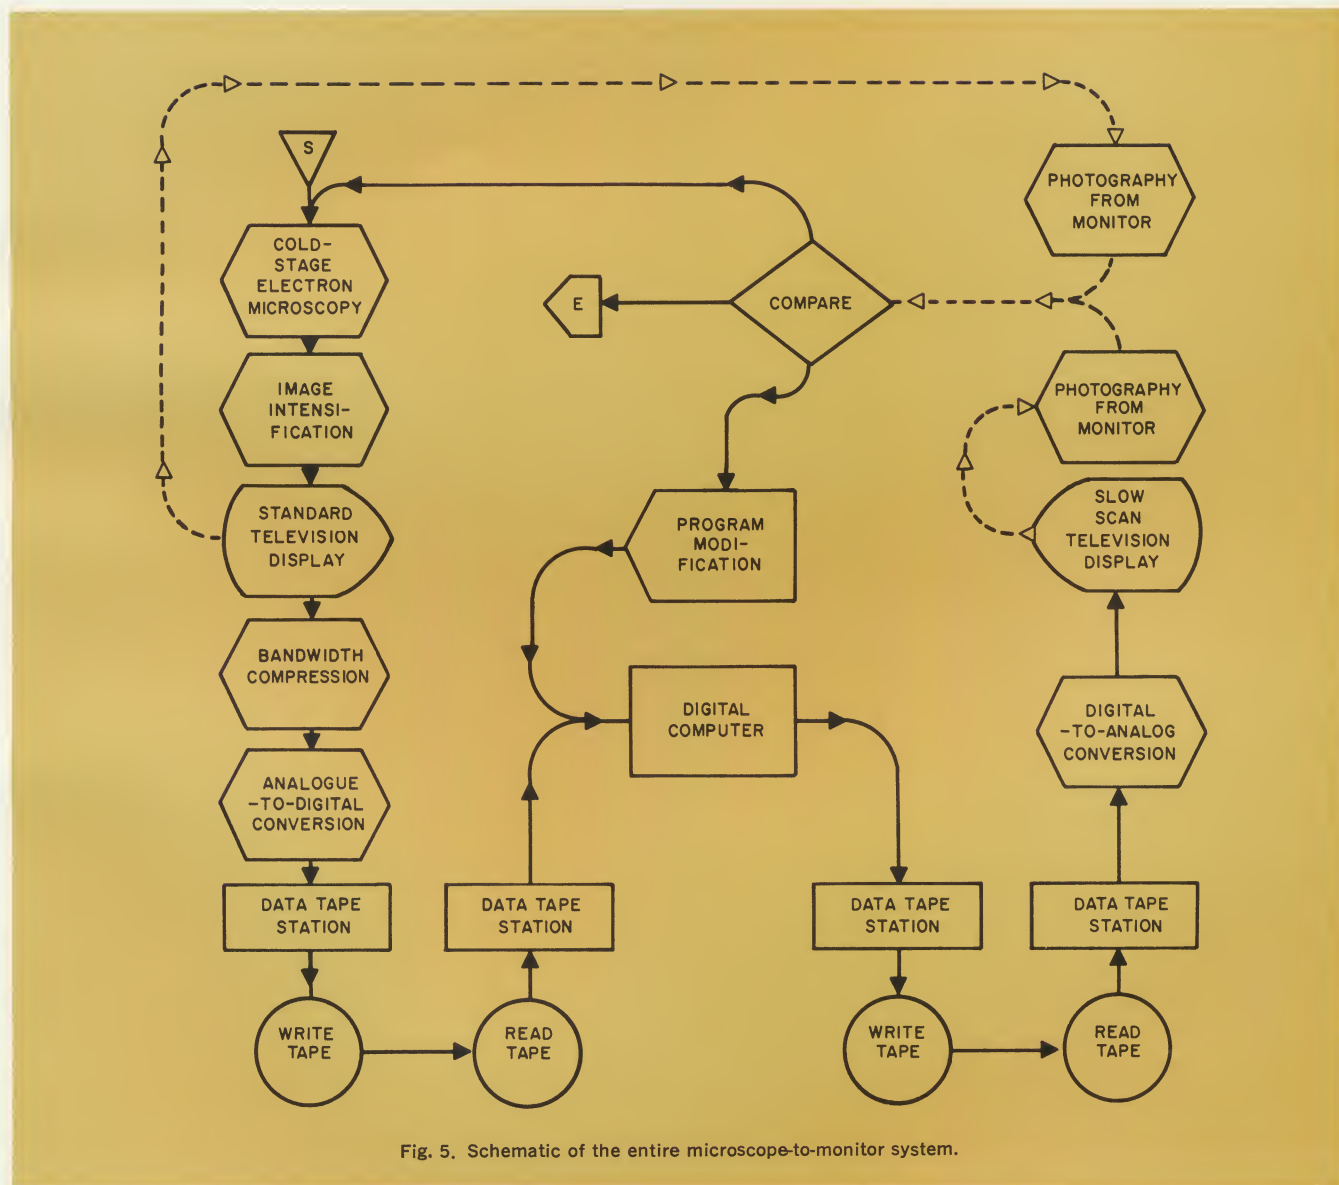 S
COLD-
STAGE
ELECTRON
MICROSCOPY
IMAGE
INTENSI-
FICATION
STANDARD
TELEVISION
DISPLAY
BANDWIDTH
COMPRESSION
ANALOGUE
-TO-DIGITAL
CONVERSION
DATA TAPE
STATION
WRITE
TAPE
READ
TAPE
DATA TAPE
STATION
E
COMPARE
PROGRAM
MODI-
FICATION
DIGITAL
COMPUTER
DATA TAPE
STATION
WRITE
TAPE
READ
TAPE
DATA TAPE
STATION
DIGITAL
-TO-ANALOG
CONVERSION
SLOW
SCAN
TELEVISION
DISPLAY
PHOTOGRAPHY
FROM
MONITOR
PHOTOGRAPHY
FROM
MONITOR
Fig. 5. Schematic of the entire microscope-to-monitor system.